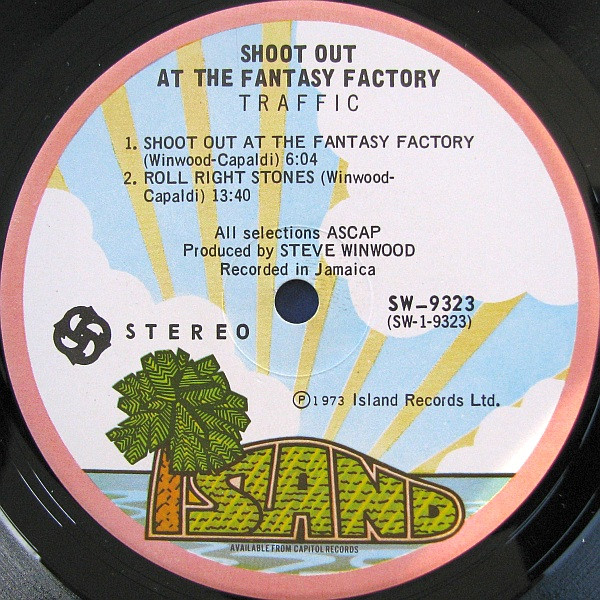 SHOOT OUT
AT THE FANTASY FACTORY
TRAFFIC
1. SHOOT OUT AT THE FANTASY FACTORY
(Winwood-Capaldi) 6:04
2. ROLL RIGHT STONES (Winwood-
Capaldi) 13:40
All selections ASCAP
Produced by STEVE WINWOOD
Recorded in Jamaica
SW-9323
(SW-1-9323)
STEREO
℗1973 Island Records Ltd.
ISLAND
AVAILABLE FROM CAPITOL RECORDS